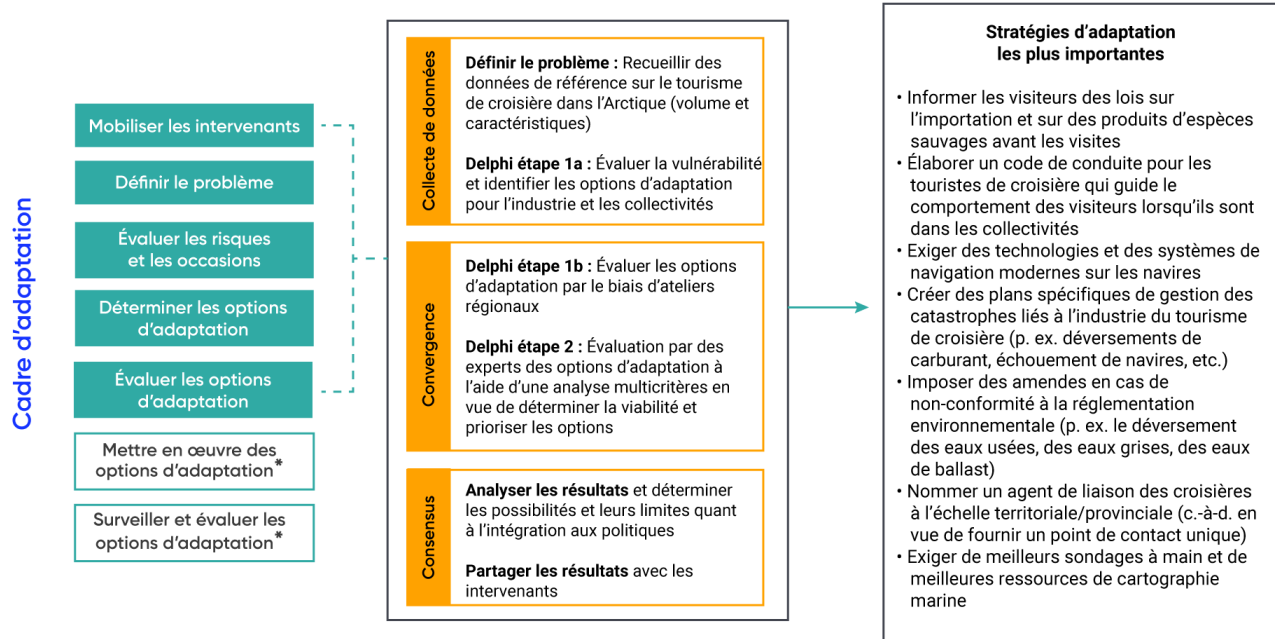 Cadre d'adaptation
Mobiliser les intervenants
Définir le problème
Évaluer les risques
et les occasions
Déterminer les options
d'adaptation
Évaluer les options
d'adaptation
Mettre en œuvre des
options d'adaptation*
Surveiller et évaluer les
options d'adaptation*
Collecte de données
Définir le problème : Recueillir des
données de référence sur le tourisme
de croisière dans l'Arctique (volume et
caractéristiques)
Delphi étape 1a : Évaluer la vulnérabilité
et identifier les options d'adaptation
pour l'industrie et les collectivités
Convergence
Delphi étape 1b : Évaluer les options
d'adaptation par le biais d'ateliers
régionaux
Delphi étape 2 : Évaluation par des
experts des options d'adaptation à
l'aide d'une analyse multicritères en
vue de déterminer la viabilité et
prioriser les options
Consensus
Analyser les résultats et déterminer
les possibilités et leurs limites quant
à l'intégration aux politiques
Partager les résultats avec les
intervenants
Stratégies d'adaptation
les plus importantes
• Informer les visiteurs des lois sur
l'importation et sur des produits d'espèces
sauvages avant les visites
• Élaborer un code de conduite pour les
touristes de croisière qui guide le
comportement des visiteurs lorsqu'ils sont
dans les collectivités
• Exiger des technologies et des systèmes de
navigation modernes sur les navires
• Créer des plans spécifiques de gestion des
catastrophes liés à l'industrie du tourisme
de croisière (p. ex. déversements de
carburant, échouement de navires, etc.)
• Imposer des amendes en cas de
non-conformité à la réglementation
environnementale (p. ex. le déversement
des eaux usées, des eaux grises, des eaux
de ballast)
• Nommer un agent de liaison des croisières
à l'échelle territoriale/provinciale (c.-à-d. en
vue de fournir un point de contact unique)
• Exiger de meilleurs sondages à main et de
meilleures ressources de cartographie
marine